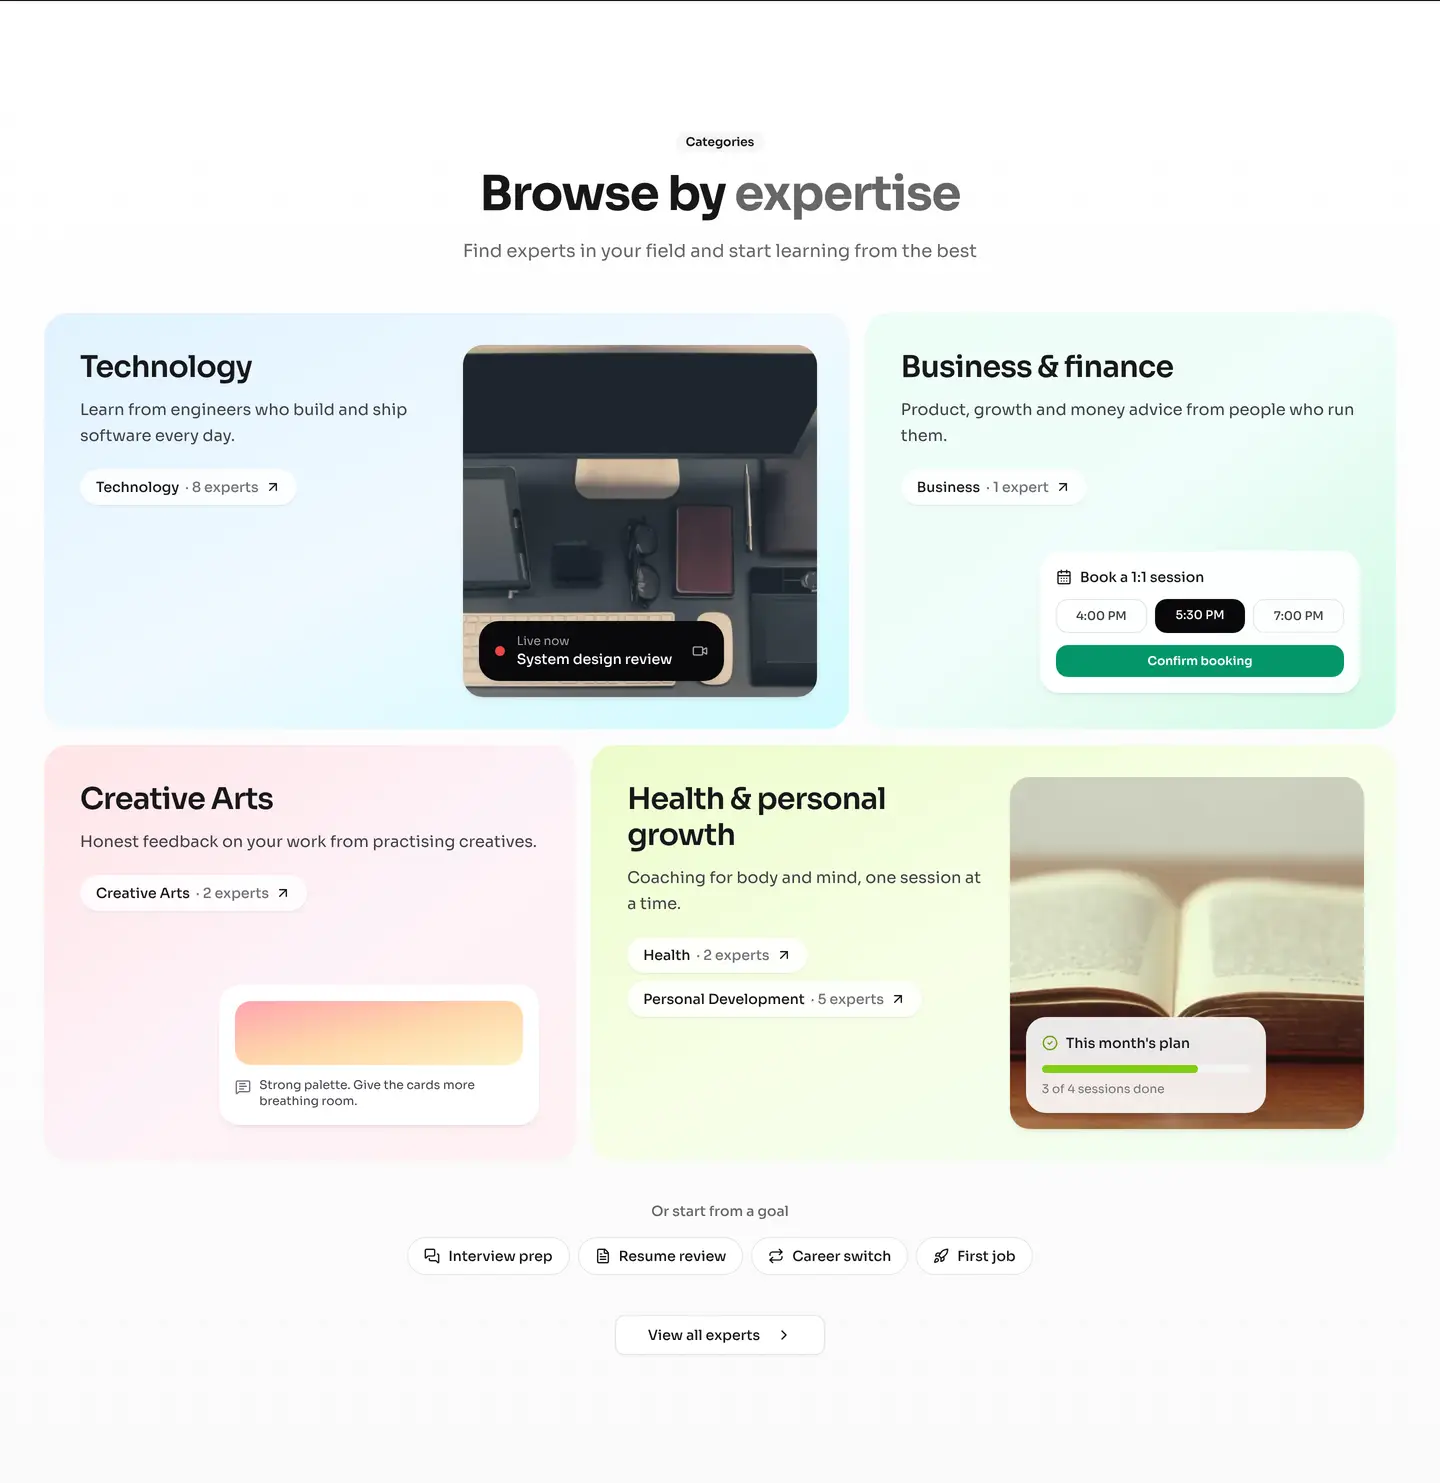 Categories
Browse by expertise
Find experts in your field and start learning from the best
Technology
Learn from engineers who build and ship
software every day.
Technology · 8 experts
Live now
System design review
Business & finance
Product, growth and money advice from people who run
them.
Business · 1 expert
Book a 1:1 session
4:00 PM
5:30 PM
7:00 PM
Confirm booking
Creative Arts
Honest feedback on your work from practising creatives.
Creative Arts · 2 experts
Strong palette. Give the cards more
breathing room.
Health & personal
growth
Coaching for body and mind, one session at
a time.
Health · 2 experts
Personal Development · 5 experts
This month's plan
3 of 4 sessions done
Or start from a goal
Interview prep
Resume review
Career switch
First job
View all experts